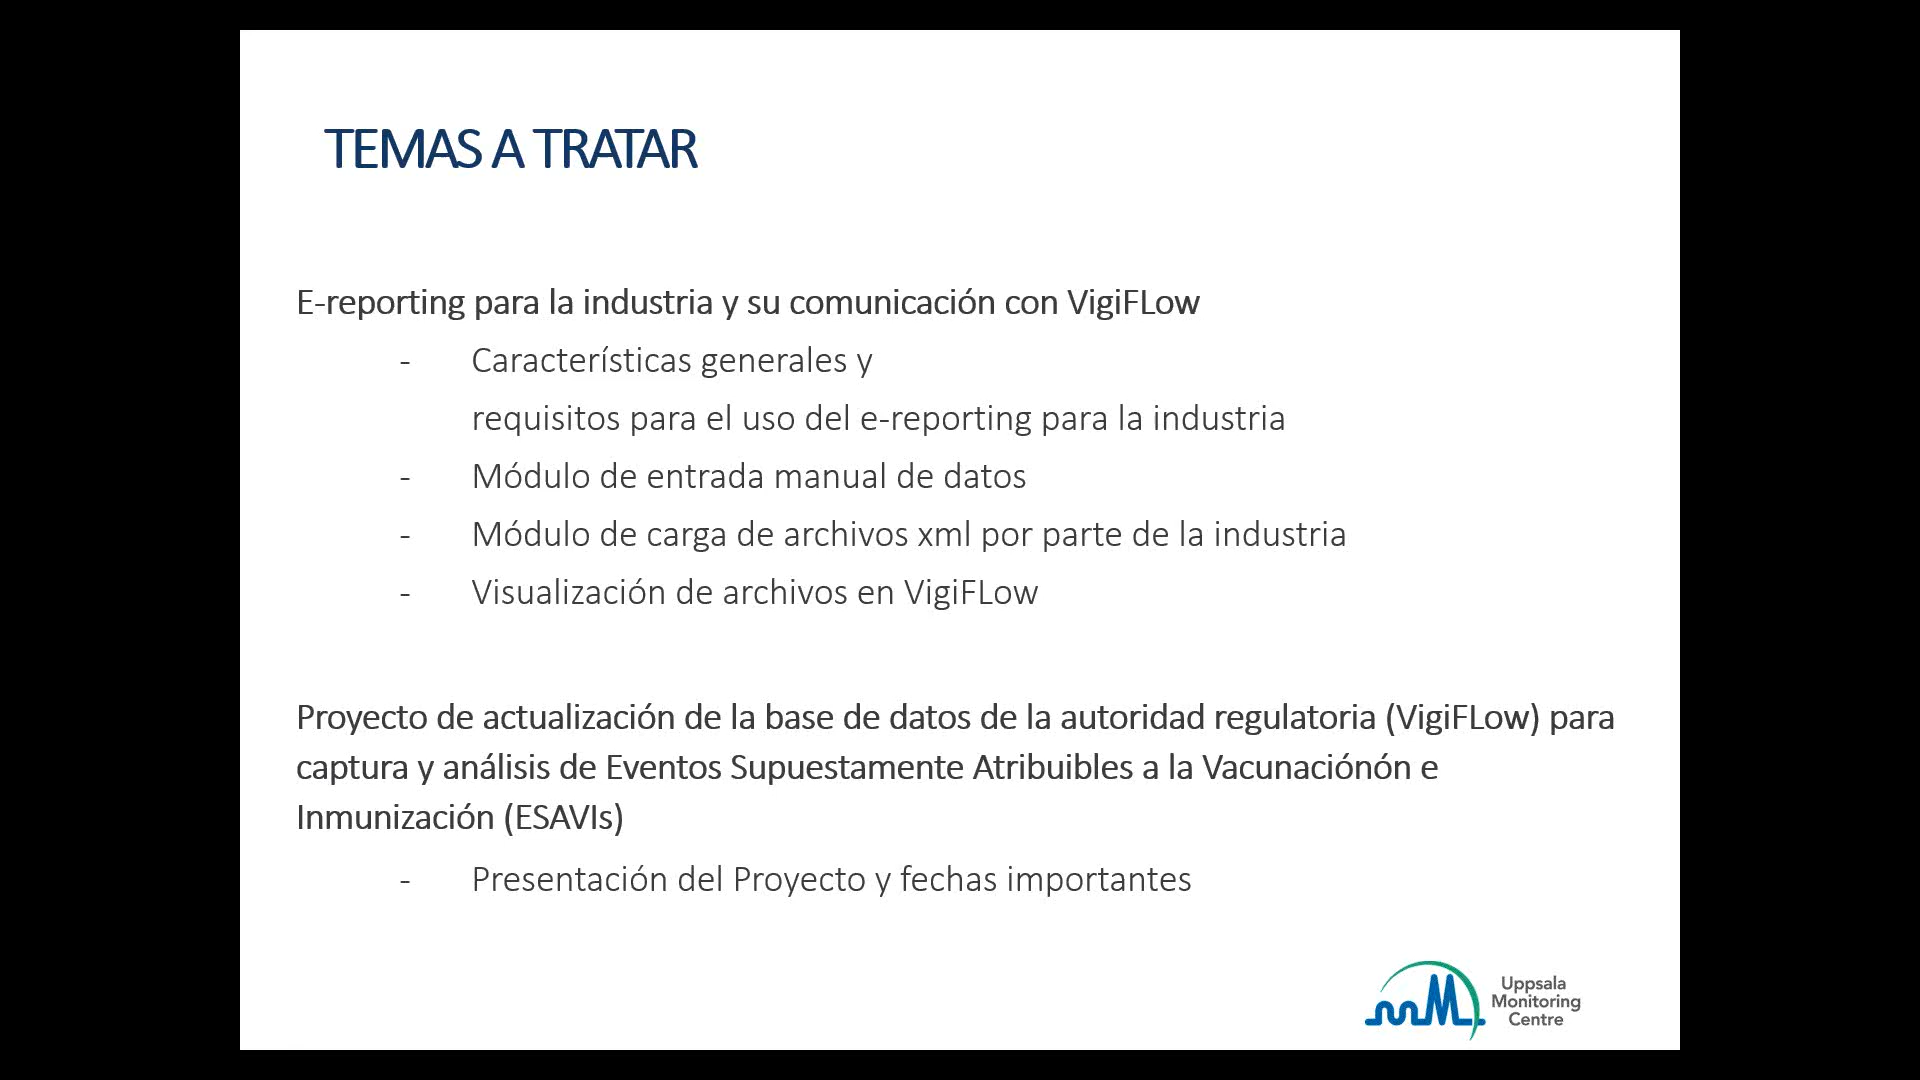 TEMAS A TRATAR
E-reporting para la industria y su comunicación con VigiFLow
- Características generales y
requisitos para el uso del e-reporting para la industria
- Módulo de entrada manual de datos
- Módulo de carga de archivos xml por parte de la industria
- Visualización de archivos en VigiFLow
Proyecto de actualización de la base de datos de la autoridad regulatoria (VigiFLow) para
captura y análisis de Eventos Supuestamente Atribuibles a la Vacunaciónón e
Inmunización (ESAVIs)
- Presentación del Proyecto y fechas importantes
Uppsala
Monitoring
Centre